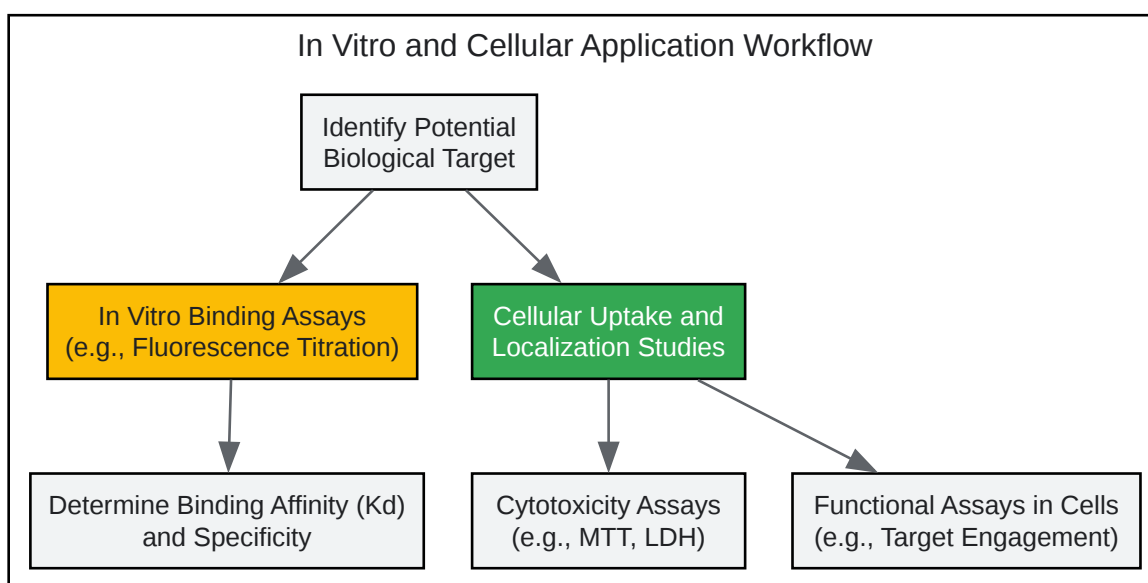 In Vitro and Cellular Application Workflow
Identify Potential
Biological Target
In Vitro Binding Assays
(e.g., Fluorescence Titration)
Cellular Uptake and
Localization Studies
Determine Binding Affinity (Kd)
and Specificity
Cytotoxicity Assays
(e.g., MTT, LDH)
Functional Assays in Cells
(e.g., Target Engagement)